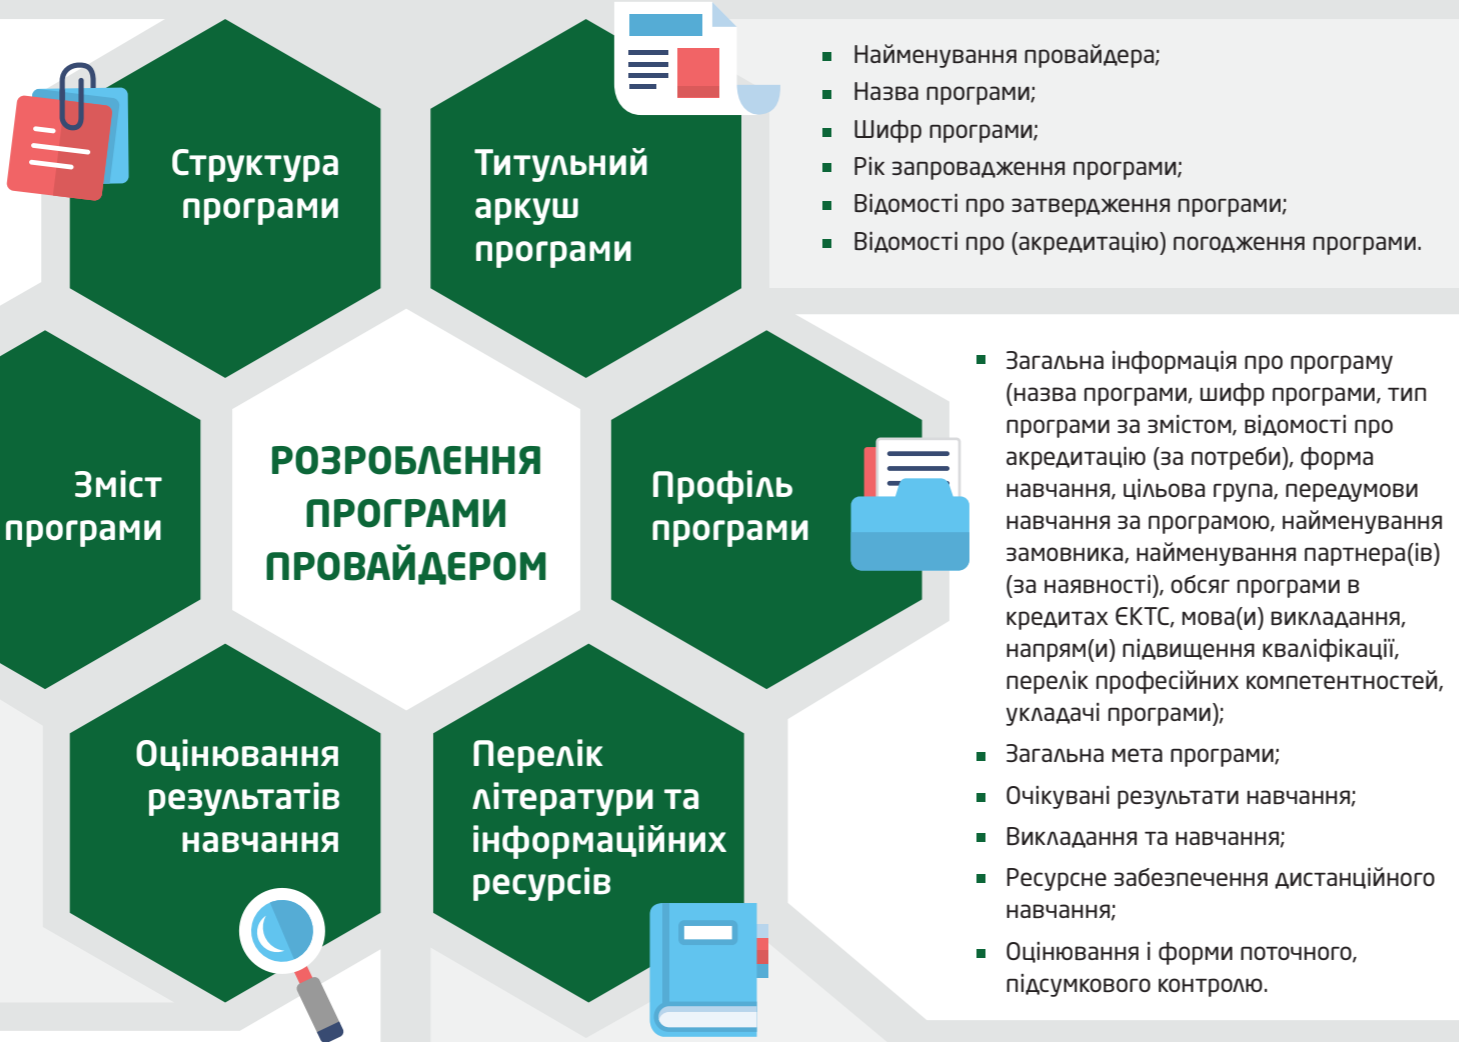 Структура
програми
Титульний
аркуш
програми
Найменування провайдера;
Назва програми;
Шифр програми;
Рік запровадження програми;
Відомості про затвердження програми;
Відомості про (акредитацію) погодження програми.
Зміст
програми
РОЗРОБЛЕННЯ
ПРОГРАМИ
ПРОВАЙДЕРОМ
Профіль
програми
Загальна інформація про програму
(назва програми, шифр програми, тип
програми за змістом, відомості про
акредитацію (за потреби), форма
навчання, цільова група, передумови
навчання за програмою, найменування
замовника, найменування партнера(ів)
(за наявності), обсяг програми в
кредитах ЄКТС, мова(и) викладання,
напрям(и) підвищення кваліфікації,
перелік професійних компетентностей,
укладачі програми);
Загальна мета програми;
Очікувані результати навчання;
Викладання та навчання;
Ресурсне забезпечення дистанційного
навчання;
Оцінювання і форми поточного,
підсумкового контролю.
Оцінювання
результатів
навчання
Перелік
літератури та
інформаційних
ресурсів